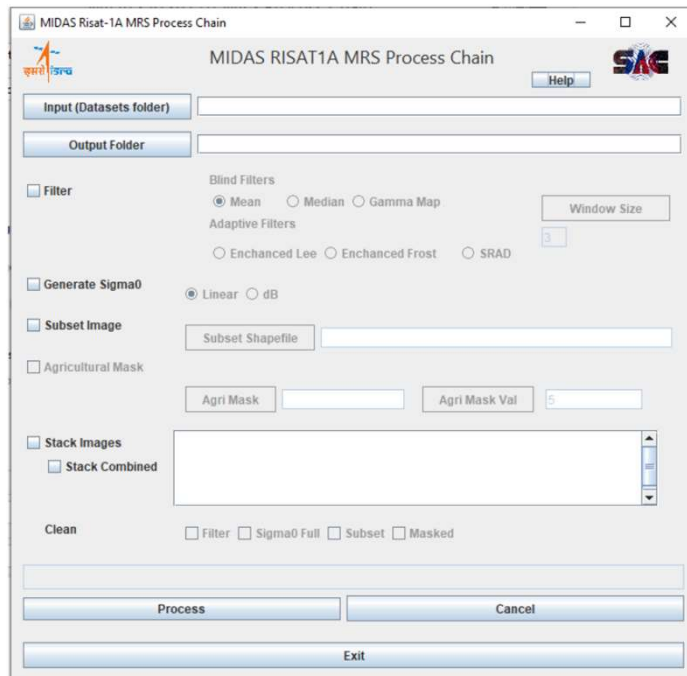 MIDAS Risat-1A MRS Process Chain
MIDAS RISAT1A MRS Process Chain
इसरो isro
SAC
Help
Input (Datasets folder)
Output Folder
Filter
Blind Filters
Mean Median Gamma Map
Window Size
Adaptive Filters
3
Enchanced Lee Enchanced Frost SRAD
Generate Sigma0
Linear dB
Subset Image
Subset Shapefile
Agricultural Mask
Agri Mask Agri Mask Val 5
Stack Images
Stack Combined
Clean Filter Sigma0 Full Subset Masked
Process Cancel
Exit